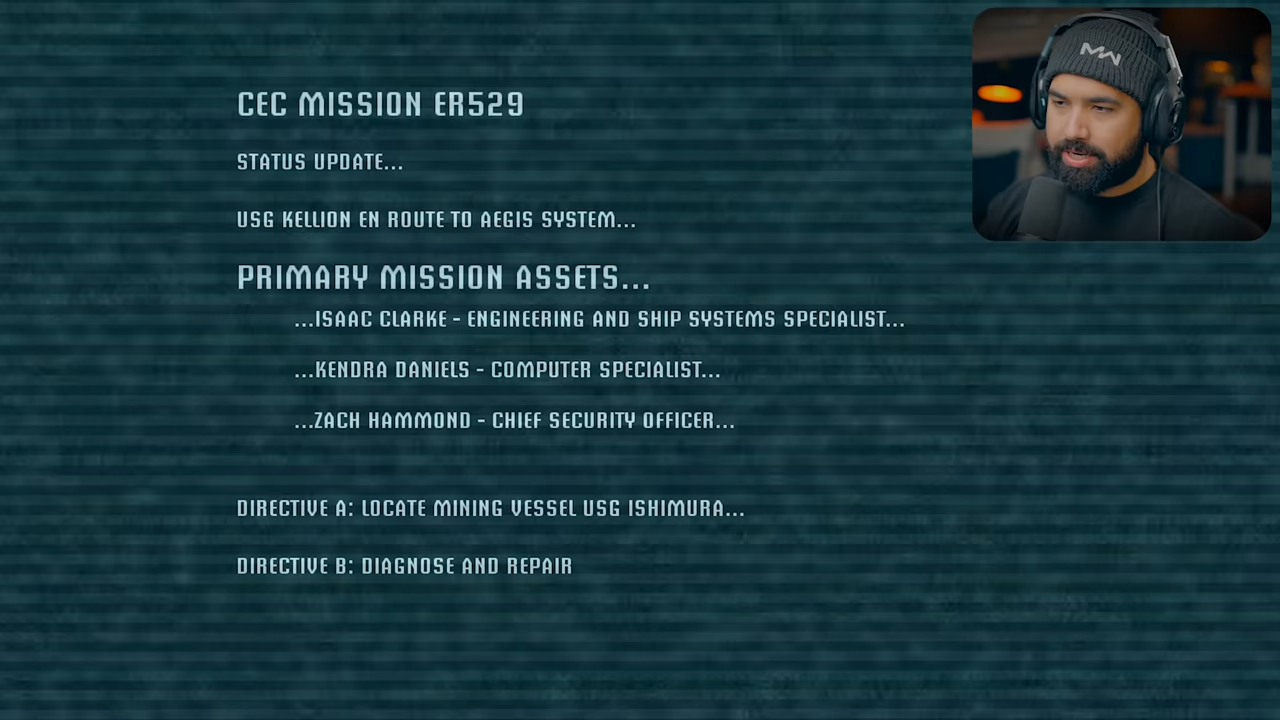 CEC MISSION ER529
STATUS UPDATE...
USG KELLION EN ROUTE TO AEGIS SYSTEM...
PRIMARY MISSION ASSETS...
...ISAAC CLARKE - ENGINEERING AND SHIP SYSTEMS SPECIALIST...
...KENDRA DANIELS - COMPUTER SPECIALIST...
...ZACH HAMMOND - CHIEF SECURITY OFFICER...
DIRECTIVE A: LOCATE MINING VESSEL USG ISHIMURA...
DIRECTIVE B: DIAGNOSE AND REPAIR
MW